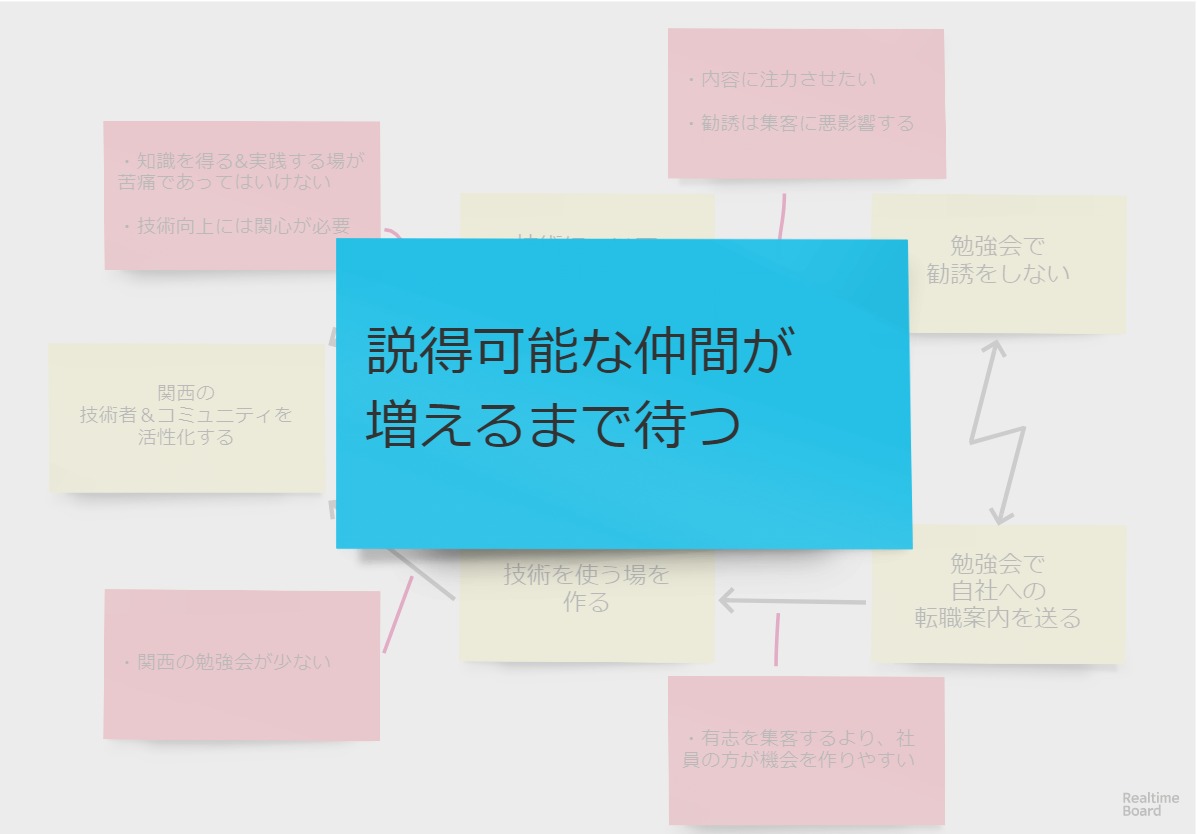 ・内容に注力させたい
・勧誘は集客に悪影響する
・知識を得る&実践する場が
苦痛であってはいけない
・技術向上には関心が必要
勉強会で
勧誘をしない
説得可能な仲間が
増えるまで待つ
関西の
技術者&コミュニティを
活性化する
技術を使う場を
作る
勉強会で
自社への
転職案内を送る
・関西の勉強会が少ない
・有志を集客するより、社
員の方が機会を作りやすい
Realtime
Board